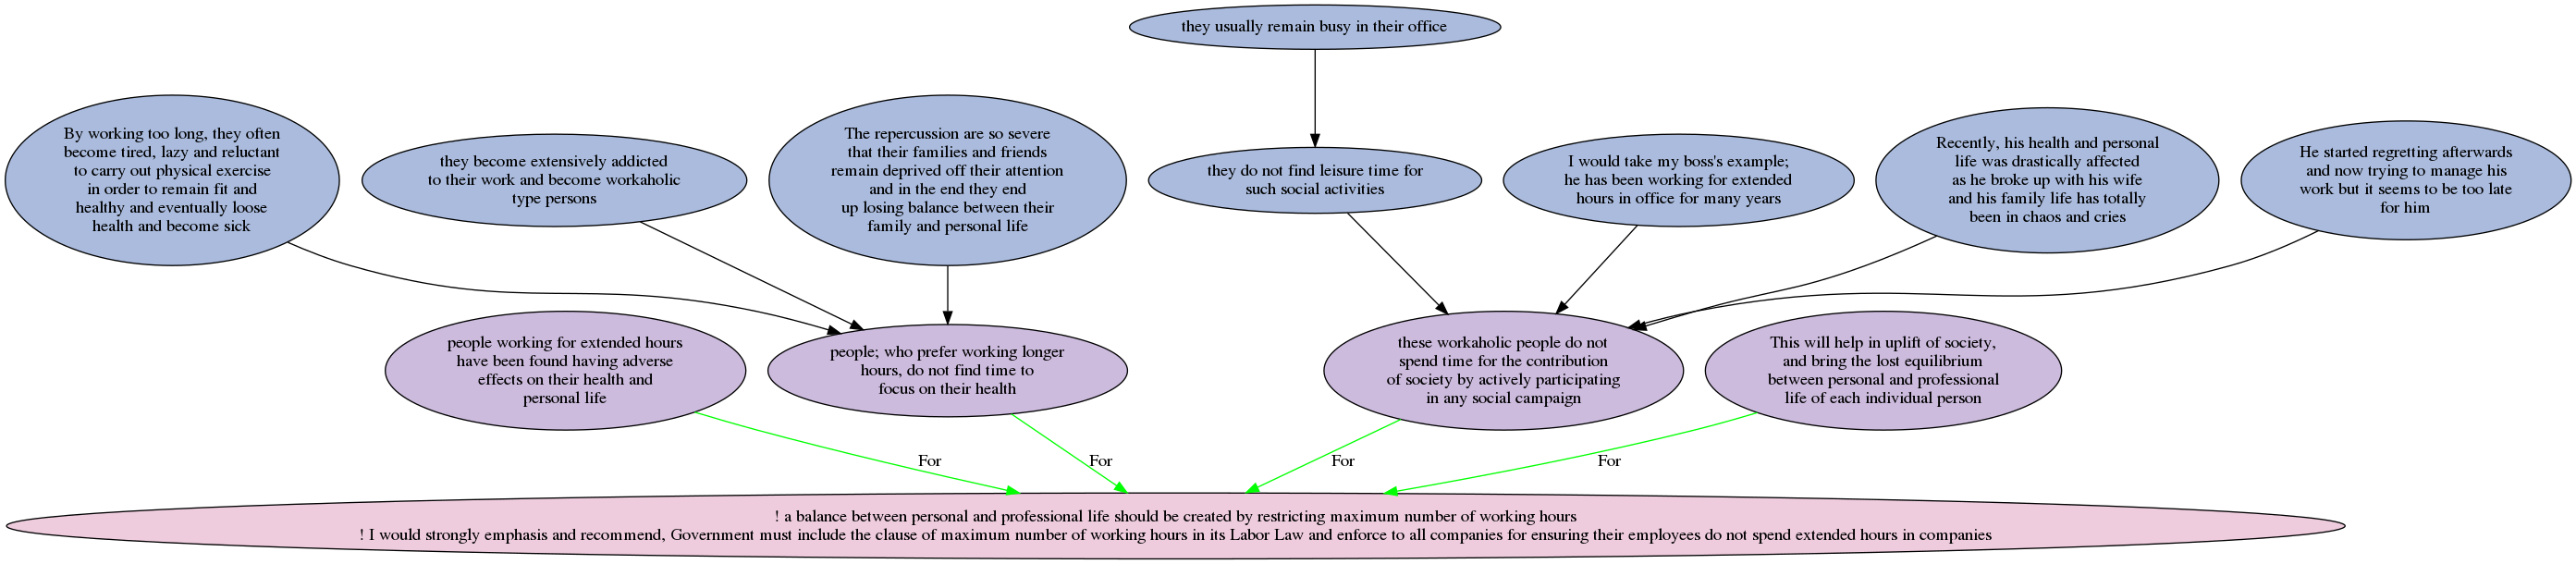 they usually remain busy in their office
By working too long, they often
become tired, lazy and reluctant
to carry out physical exercise
in order to remain fit and
healthy and eventually loose
health and become sick
they become extensively addicted
to their work and become workaholic
type persons
The repercussion are so severe
that their families and friends
remain deprived off their attention
and in the end they end
up losing balance between their
family and personal life
they do not find leisure time for
such social activities
I would take my boss's example;
he has been working for extended
hours in office for many years
Recently, his health and personal
life was drastically affected
as he broke up with his wife
and his family life has totally
been in chaos and cries
He started regretting afterwards
and now trying to manage his
work but it seems to be too late
for him
people working for extended hours
have been found having adverse
effects on their health and
personal life
people; who prefer working longer
hours, do not find time to
focus on their health
these workaholic people do not
spend time for the contribution
of society by actively participating
in any social campaign
This will help in uplift of society,
and bring the lost equilibrium
between personal and professional
life of each individual person
For
For
For
For
! a balance between personal and professional life should be created by restricting maximum number of working hours
! I would strongly emphasis and recommend, Government must include the clause of maximum number of working hours in its Labor Law and enforce to all companies for ensuring their employees do not spend extended hours in companies